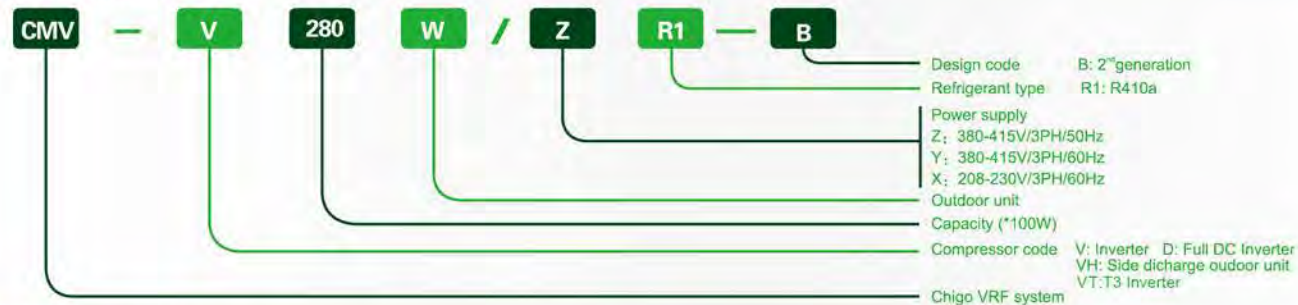 CMV — V 280 W / Z R1 — B
Design code B: 2nd generation
Refrigerant type R1: R410a
Power supply
Z: 380-415V/3PH/50Hz
Y: 380-415V/3PH/60Hz
X: 208-230V/3PH/60Hz
Outdoor unit
Capacity (*100W)
Compressor code V: Inverter D: Full DC Inverter
VH: Side dicharge oudoor unit
VT:T3 Inverter
Chigo VRF system